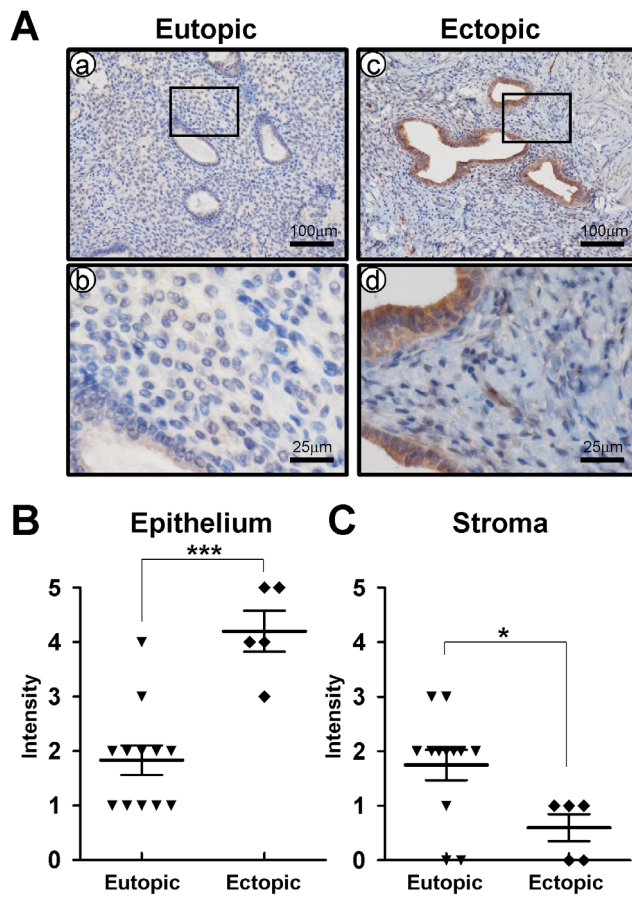 A
Eutopic Ectopic
a
c
100μm
100μm
b
d
25μm
25μm
B Epithelium
C Stroma
***
*
Intensity
5
4
3
2
1
0
Eutopic Ectopic
Intensity
5
4
3
2
1
0
Eutopic Ectopic